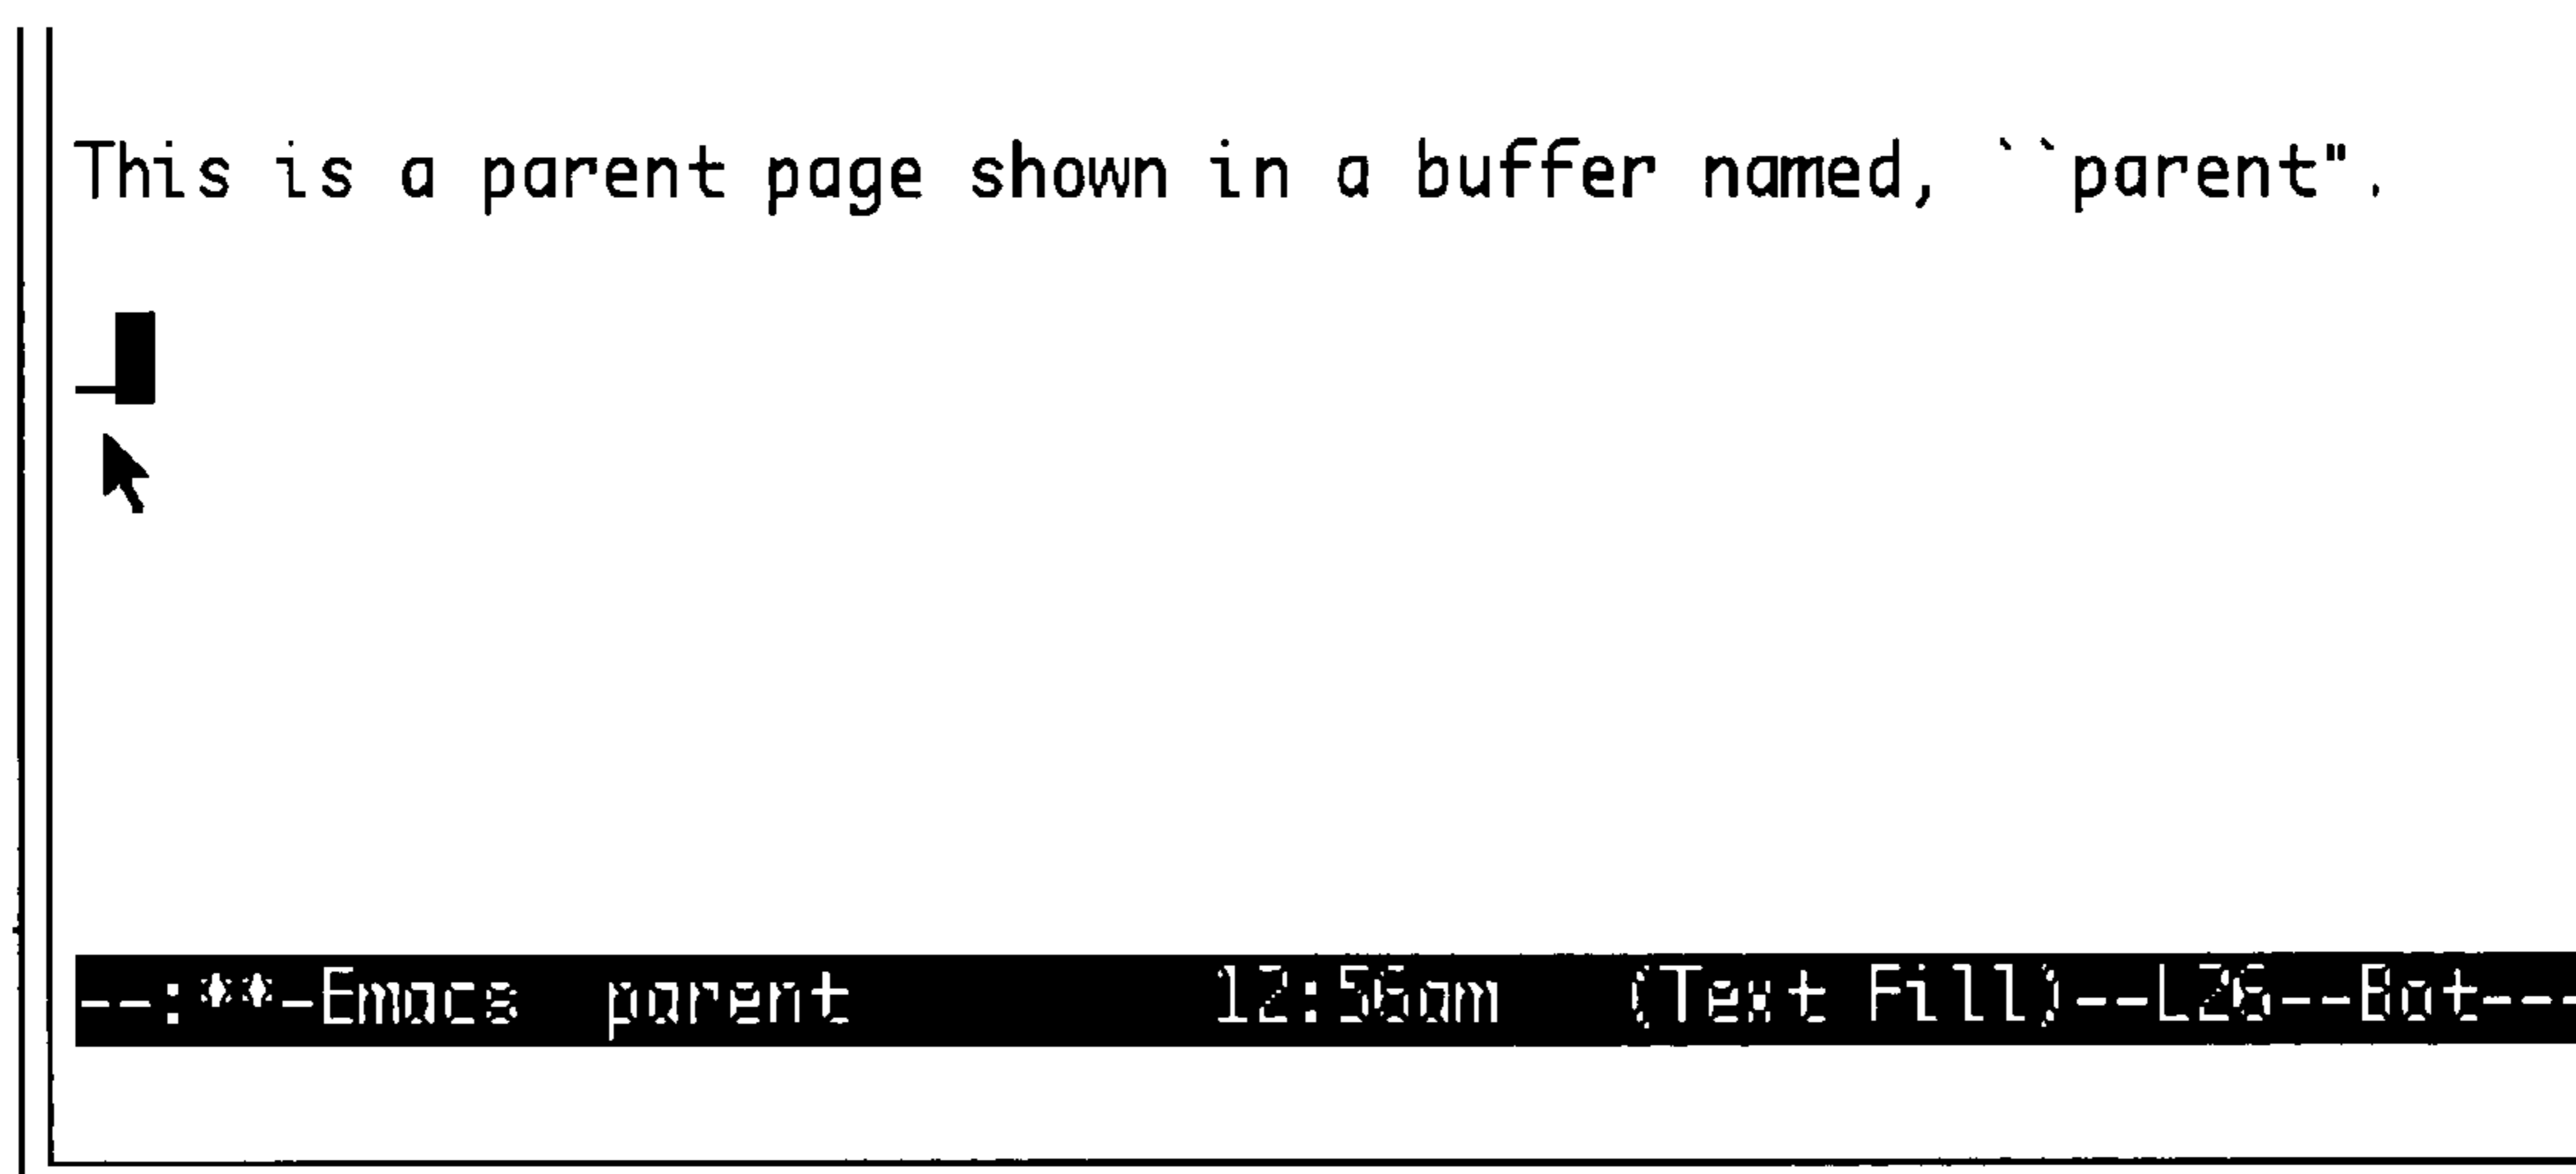 This is a parent page shown in a buffer named, ``parent".
_
--:**-Emacs  parent         12:56am   (Text Fill)--L26--Bot---